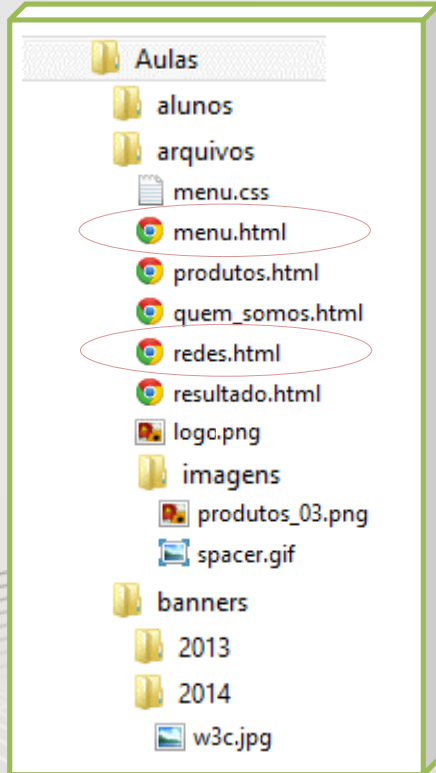 Aulas
alunos
arquivos
menu.css
menu.html
produtos.html
quem_somos.html
redes.html
resultado.html
logo.png
imagens
produtos_03.png
spacer.gif
banners
2013
2014
w3c.jpg